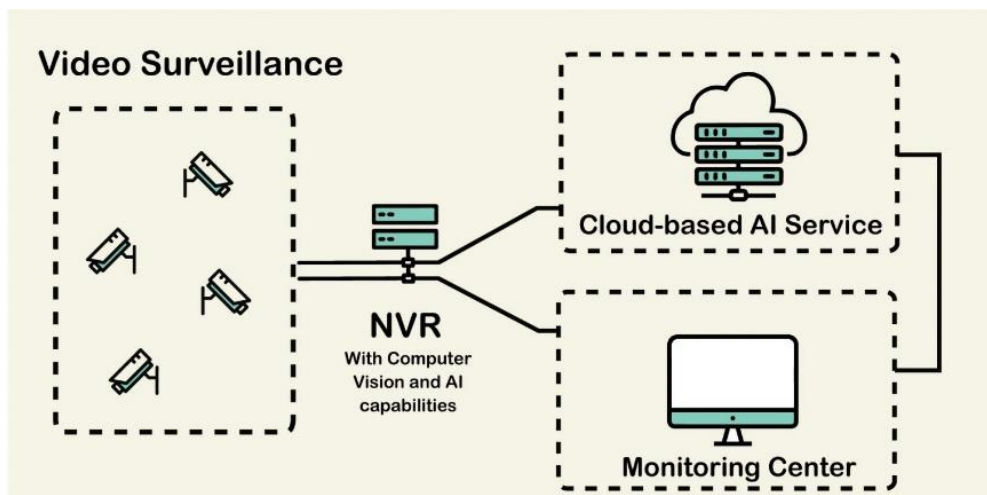 Video Surveillance
NVR
With Computer
Vision and AI
capabilities
Cloud-based AI Service
Monitoring Center